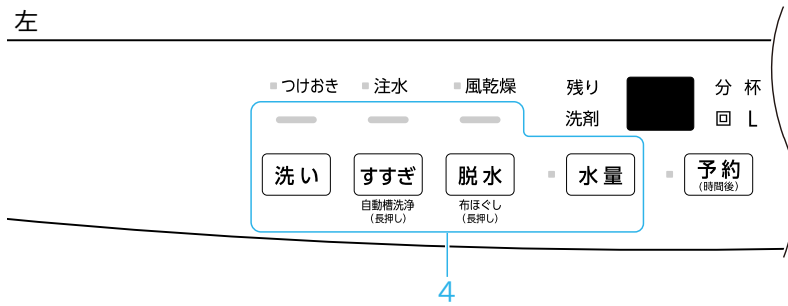 左
つけおき 注水 風乾燥 残り 分 杯
洗剤 回 L
洗い すすぎ 脱水 水量 予約
(時間後)
自動槽洗浄 布ほぐし
(長押し) (長押し)
4